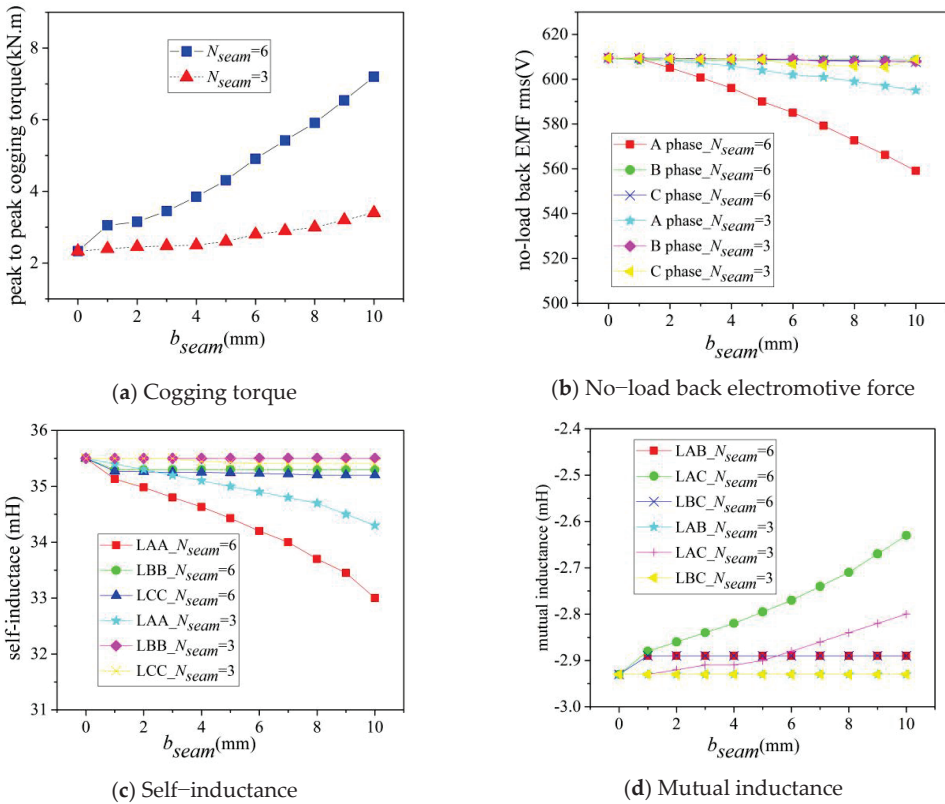 peak to peak cogging torque(kN.m)
8
6
4
2
N_seam=6
N_seam=3
0 2 4 6 8 10
b_seam(mm)
(a) Cogging torque
no-load back EMF rms(V)
620
600
580
560
540
520
500
A phase_N_seam=6
B phase_N_seam=6
C phase_N_seam=6
A phase_N_seam=3
B phase_N_seam=3
C phase_N_seam=3
0 2 4 6 8 10
b_seam(mm)
(b) No−load back electromotive force
self-inductace (mH)
36
35
34
33
32
31
LAA_N_seam=6
LBB_N_seam=6
LCC_N_seam=6
LAA_N_seam=3
LBB_N_seam=3
LCC_N_seam=3
0 2 4 6 8 10
b_seam(mm)
(c) Self−inductance
mutual inductance (mH)
-2.4
-2.5
-2.6
-2.7
-2.8
-2.9
-3.0
LAB_N_seam=6
LAC_N_seam=6
LBC_N_seam=6
LAB_N_seam=3
LAC_N_seam=3
LBC_N_seam=3
0 2 4 6 8 10
b_seam(mm)
(d) Mutual inductance